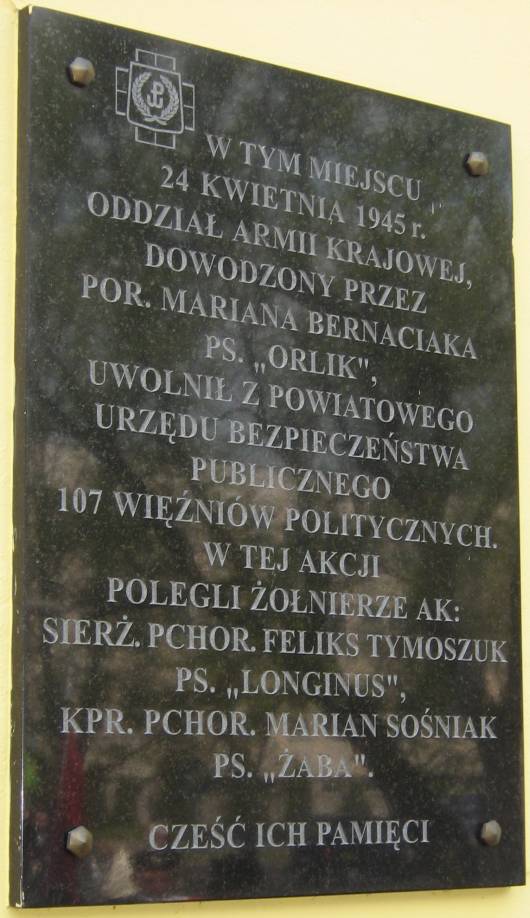 W TYM MIEJSCU
24 KWIETNIA 1945 r.
ODDZIAŁ ARMII KRAJOWEJ,
DOWODZONY PRZEZ
POR. MARIANA BERNACIAKA
PS. „ORLIK",
UWOLNIŁ Z POWIATOWEGO
URZĘDU BEZPIECZEŃSTWA
PUBLICZNEGO
107 WIĘŹNIÓW POLITYCZNYCH.
W TEJ AKCJI
POLEGLI ŻOŁNIERZE AK:
SIERŻ. PCHOR. FELIKS TYMOSZUK
PS. „LONGINUS",
KPR. PCHOR. MARIAN SOŚNIAK
PS. „ŻABA".
CZEŚĆ ICH PAMIĘCI